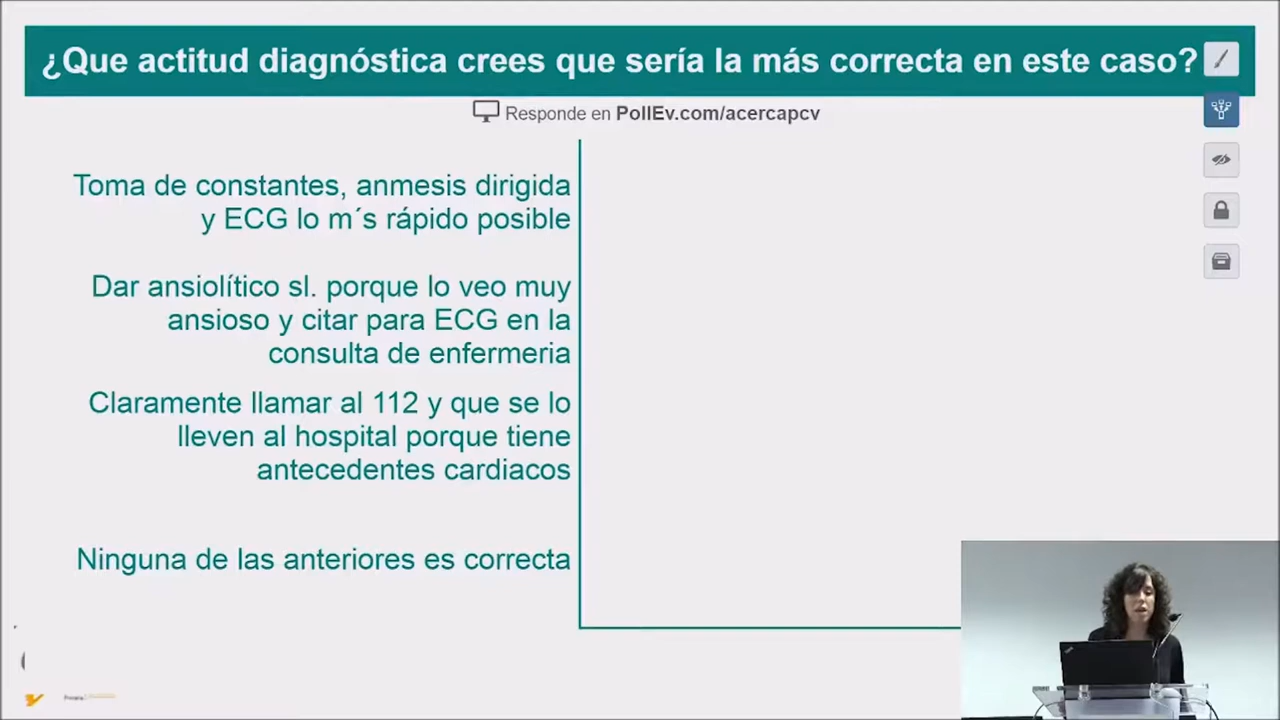 ¿Que actitud diagnóstica crees que sería la más correcta en este caso?
Responde en PollEv.com/acercapcv
Toma de constantes, anmesis dirigida
y ECG lo m´s rápido posible
Dar ansiolítico sl. porque lo veo muy
ansioso y citar para ECG en la
consulta de enfermeria
Claramente llamar al 112 y que se lo
lleven al hospital porque tiene
antecedentes cardiacos
Ninguna de las anteriores es correcta